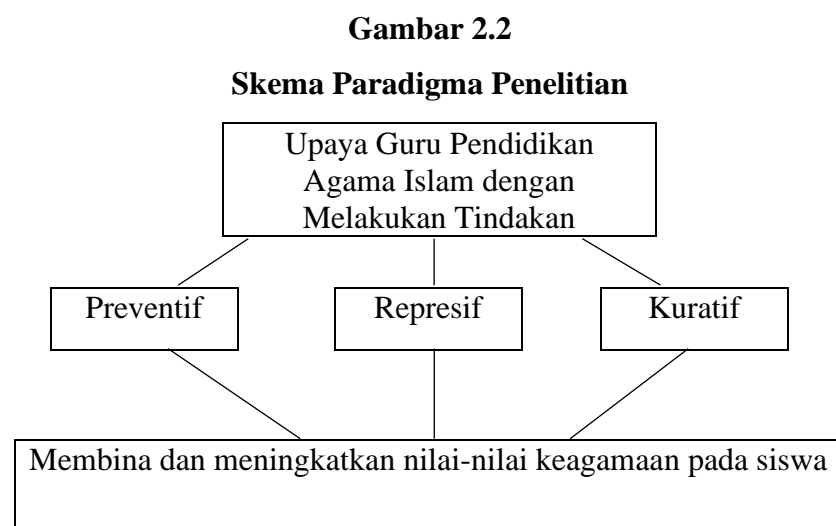 Gambar 2.2
Skema Paradigma Penelitian
Upaya Guru Pendidikan
Agama Islam dengan
Melakukan Tindakan
Preventif
Represif
Kuratif
Membina dan meningkatkan nilai-nilai keagamaan pada siswa